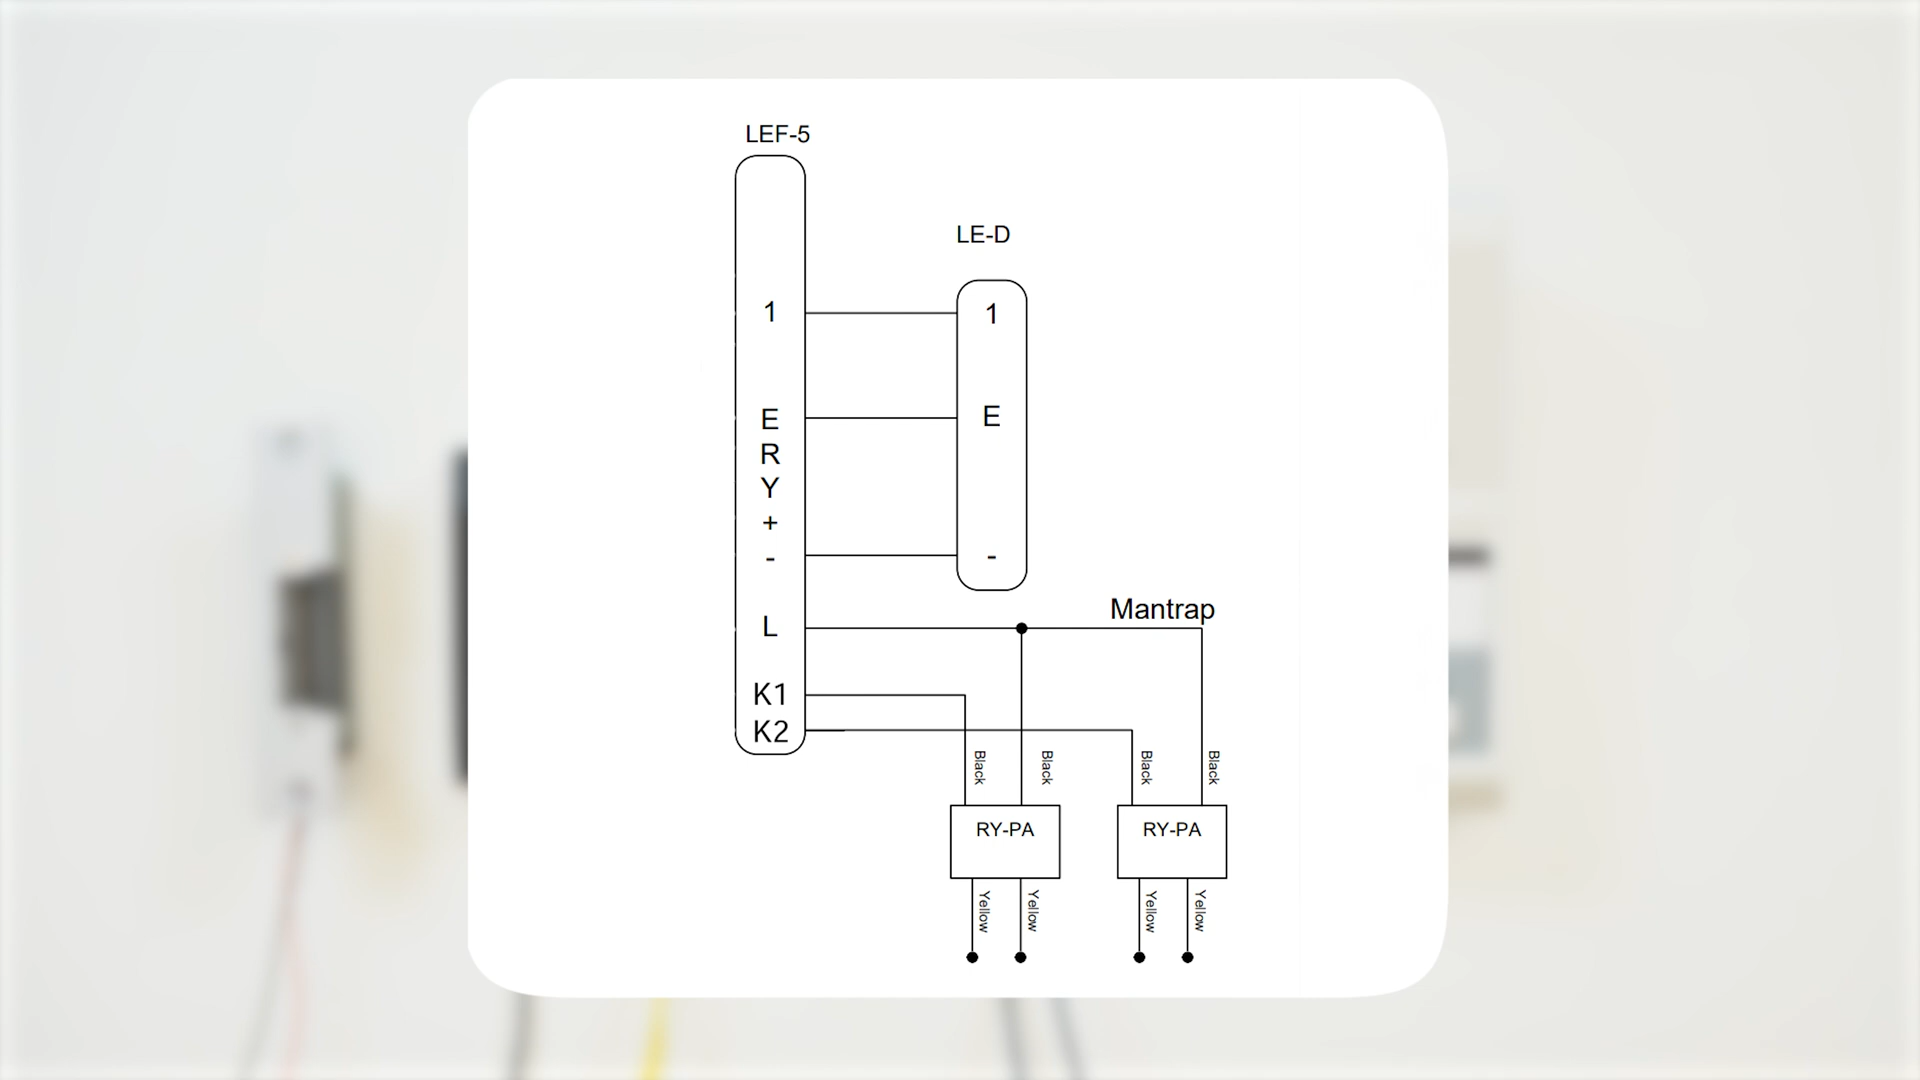 LEF-5
LE-D
1
1
E
E
R
Y
+
-
-
Mantrap
L
K1
K2
Black
Black
Black
Black
RY-PA
RY-PA
Yellow
Yellow
Yellow
Yellow